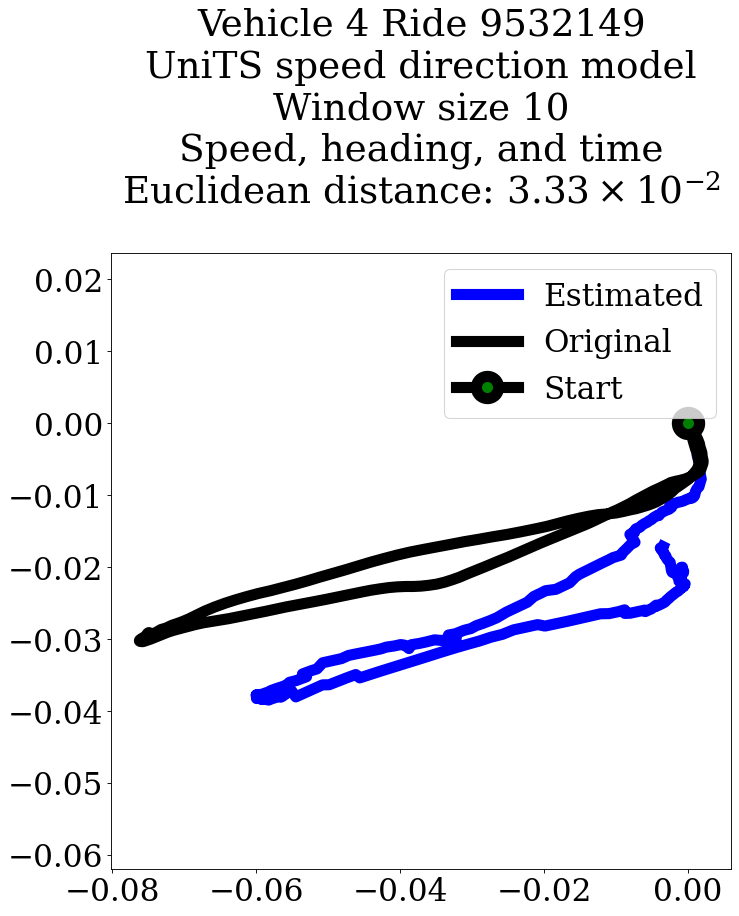 Vehicle 4 Ride 9532149
UniTS speed direction model
Window size 10
Speed, heading, and time
Euclidean distance: 3.33 × 10⁻²
Estimated
Original
Start
0.02
0.01
0.00
−0.01
−0.02
−0.03
−0.04
−0.05
−0.06
−0.08 −0.06 −0.04 −0.02 0.00